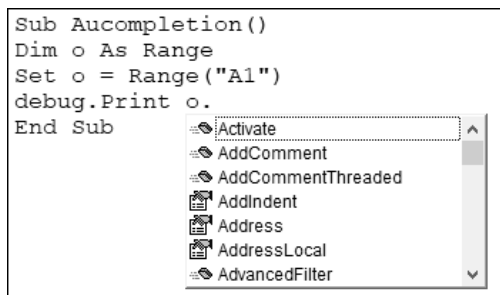 Sub Aucompletion()
Dim o As Range
Set o = Range("A1")
debug.Print o.
End Sub
Activate
AddComment
AddCommentThreaded
AddIndent
Address
AddressLocal
AdvancedFilter